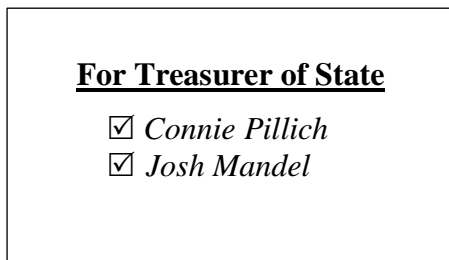 For Treasurer of State
☑ Connie Pillich
☑ Josh Mandel